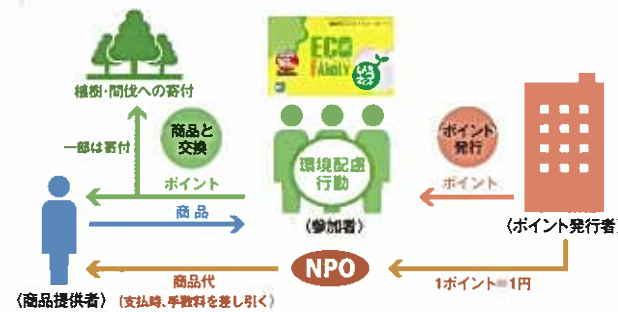 ECO
FAMILY
植樹・間伐への寄付
一部は寄付
商品と
交換
ポイント
商品
環境配慮
行動
〈参加者〉
ポイント
発行
ポイント
〈ポイント発行者〉
NPO
商品代
1ポイント=1円
〈商品提供者〉
(支払時、手数料を差し引く)